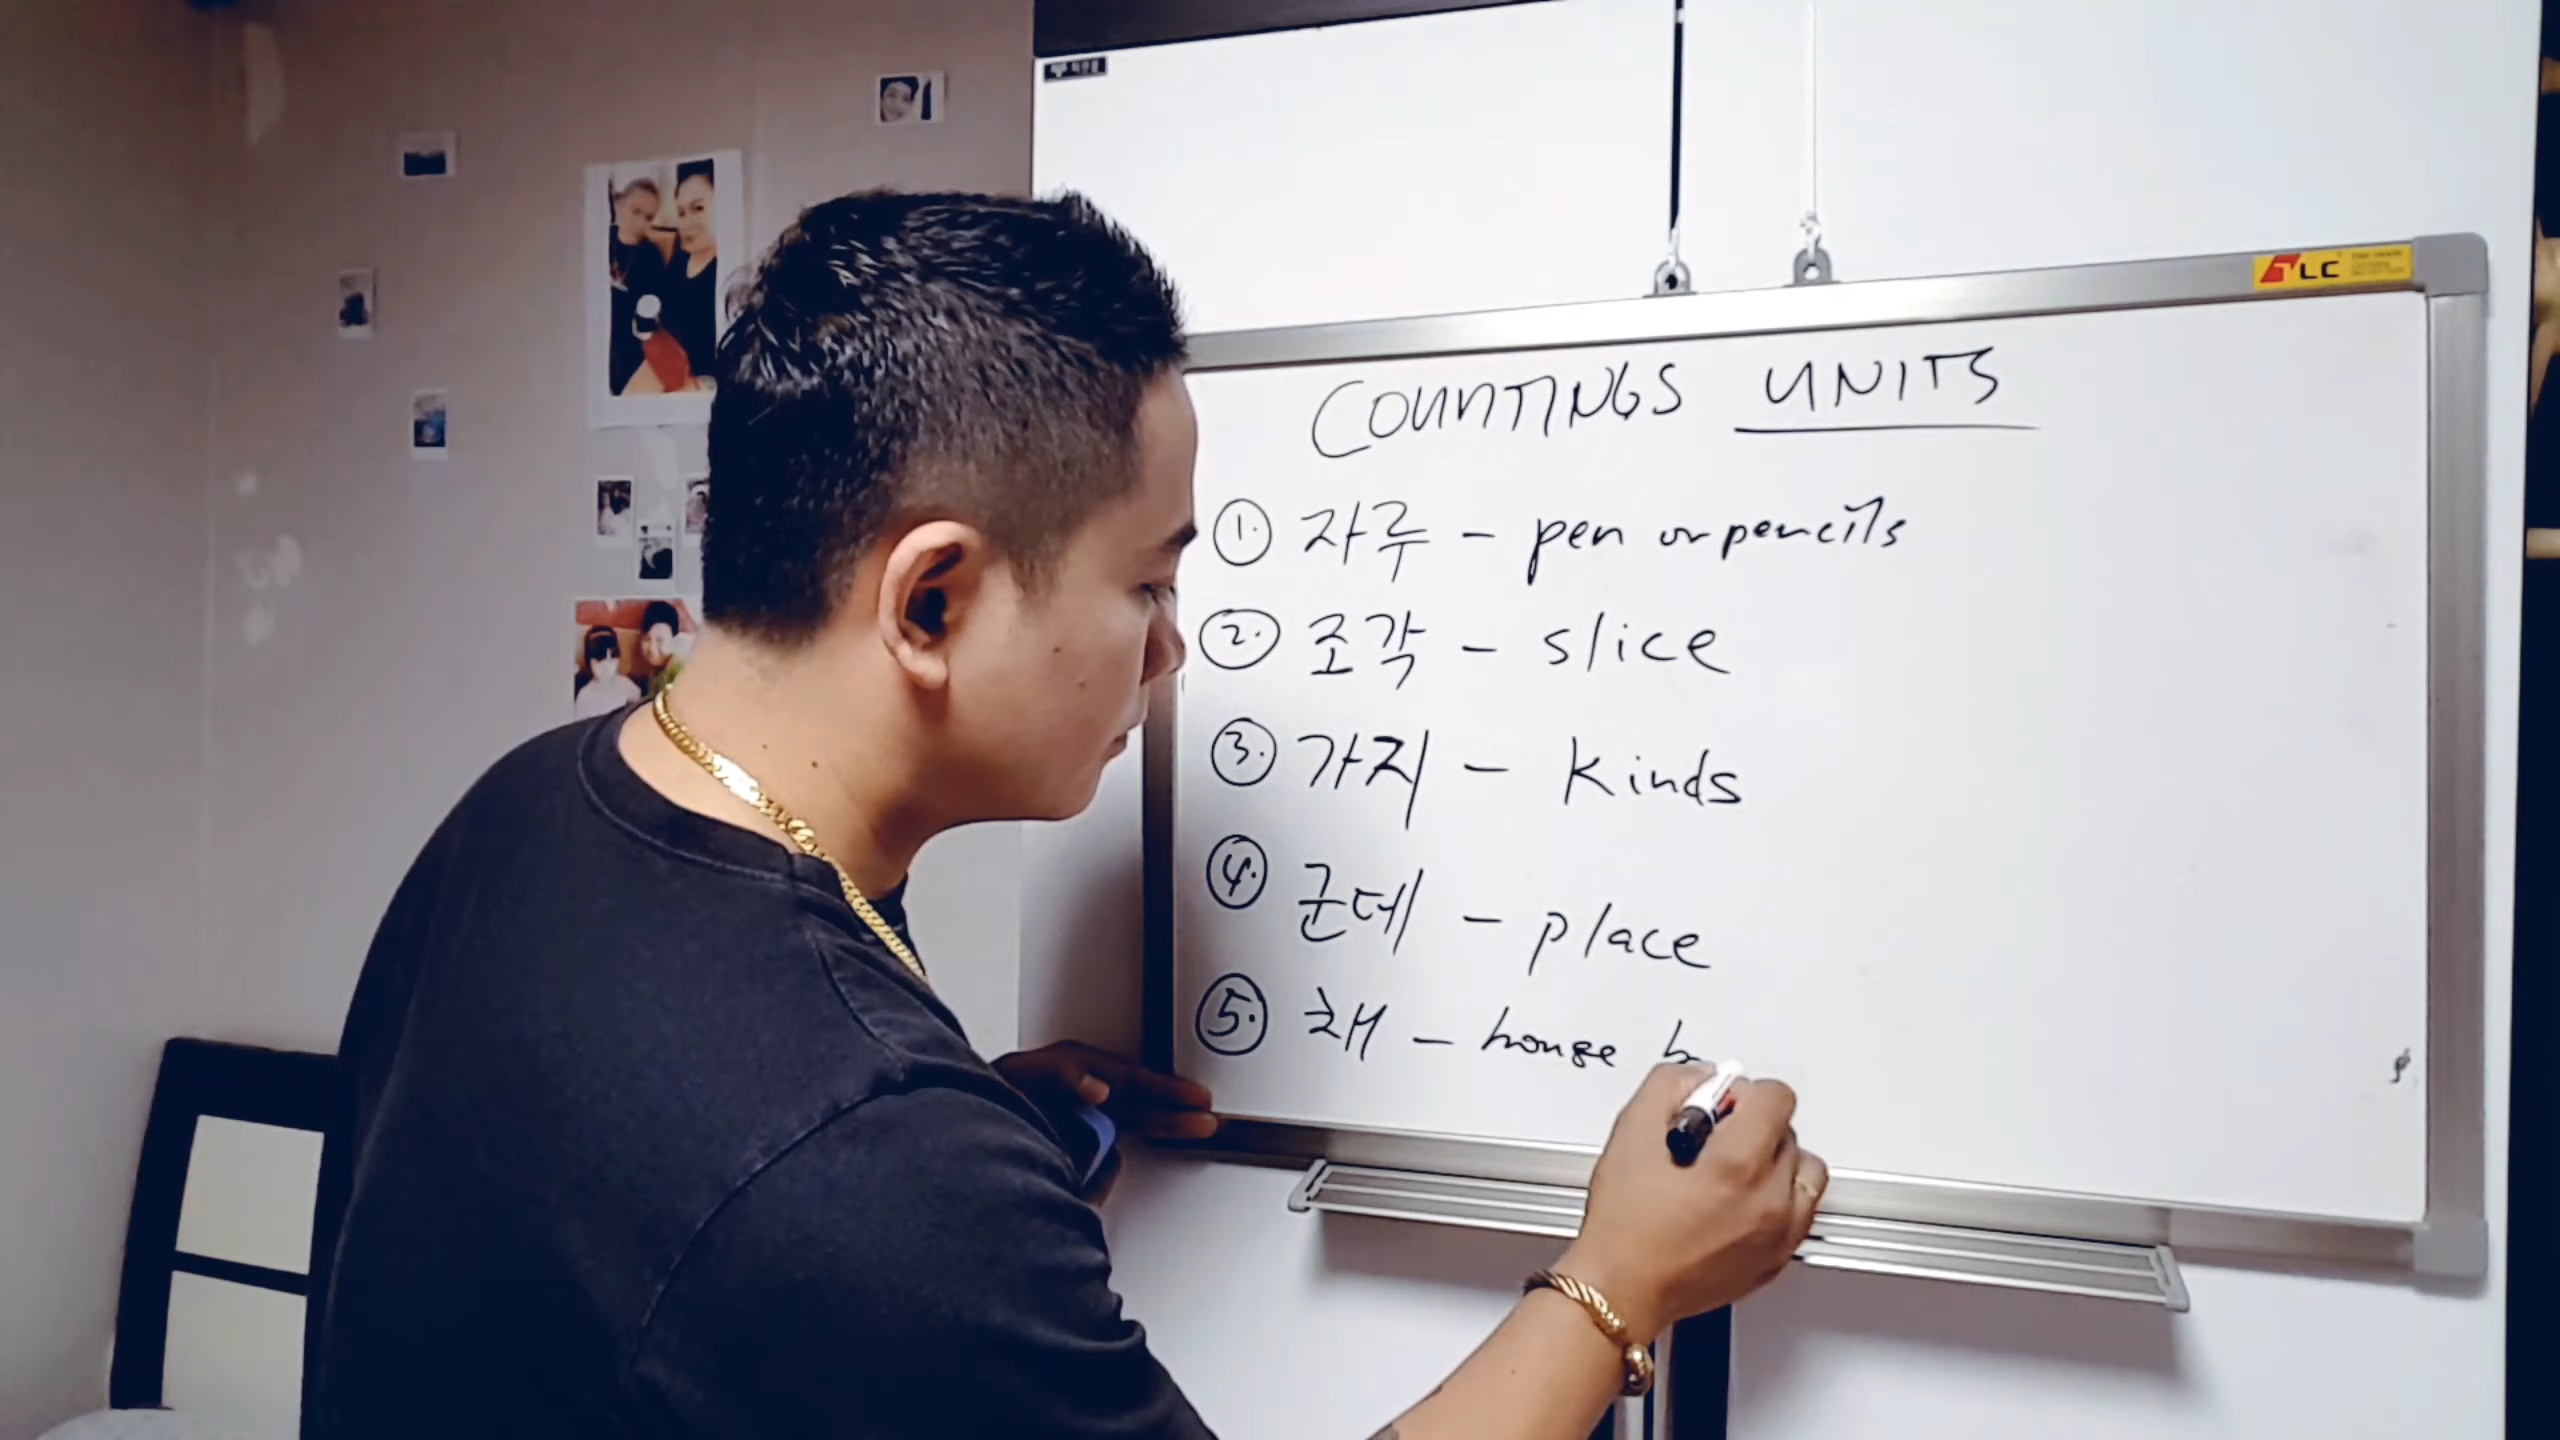 TLC
COUNTINGS UNITS
1. 자루 - pen or pencils
2. 조각 - slice
3. 가지 - kinds
4. 군데 - place
5. 채 - house b